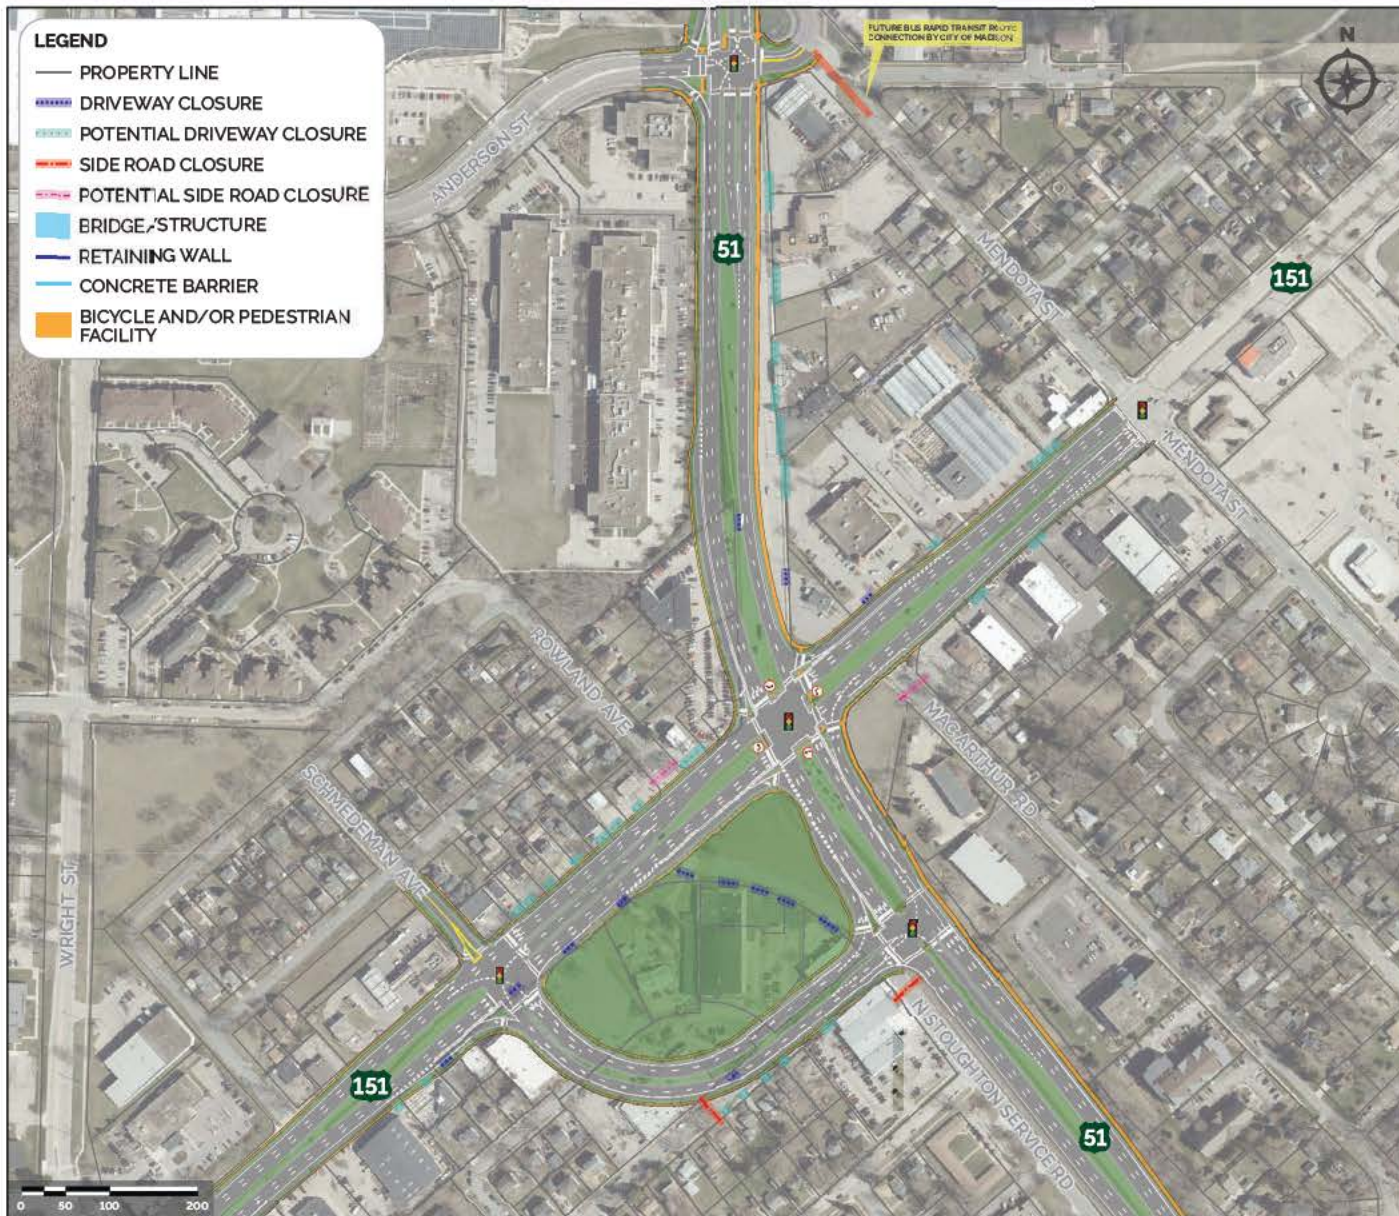 LEGEND
PROPERTY LINE
DRIVEWAY CLOSURE
POTENTIAL DRIVEWAY CLOSURE
SIDE ROAD CLOSURE
POTENTIAL SIDE ROAD CLOSURE
BRIDGE/STRUCTURE
RETAINING WALL
CONCRETE BARRIER
BICYCLE AND/OR PEDESTRIAN
FACILITY
FUTURE BUS RAPID TRANSIT ROUTE
CONNECTION BY CITY OF MADISON
N
ANDERSON ST
51
MENDOTA ST
151
MENDOTA ST
ROWLAND AVE
MACARTHUR RD
SCHMEDEMAN AVE
WRIGHT ST
N STOUGHTON SERVICE RD
151
51
0 50 100 200